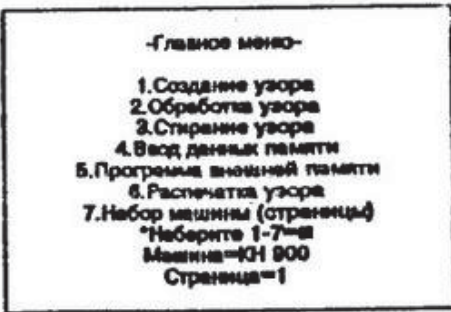 -Главное меню-
1.Создание узора
2.Обработка узора
3.Стирание узора
4.Ввод данных памяти
5.Программа внешней памяти
6.Распечатка узора
7.Набор машины (страницы)
*Наберите 1-7=■
Машина=КН 900
Страница=1